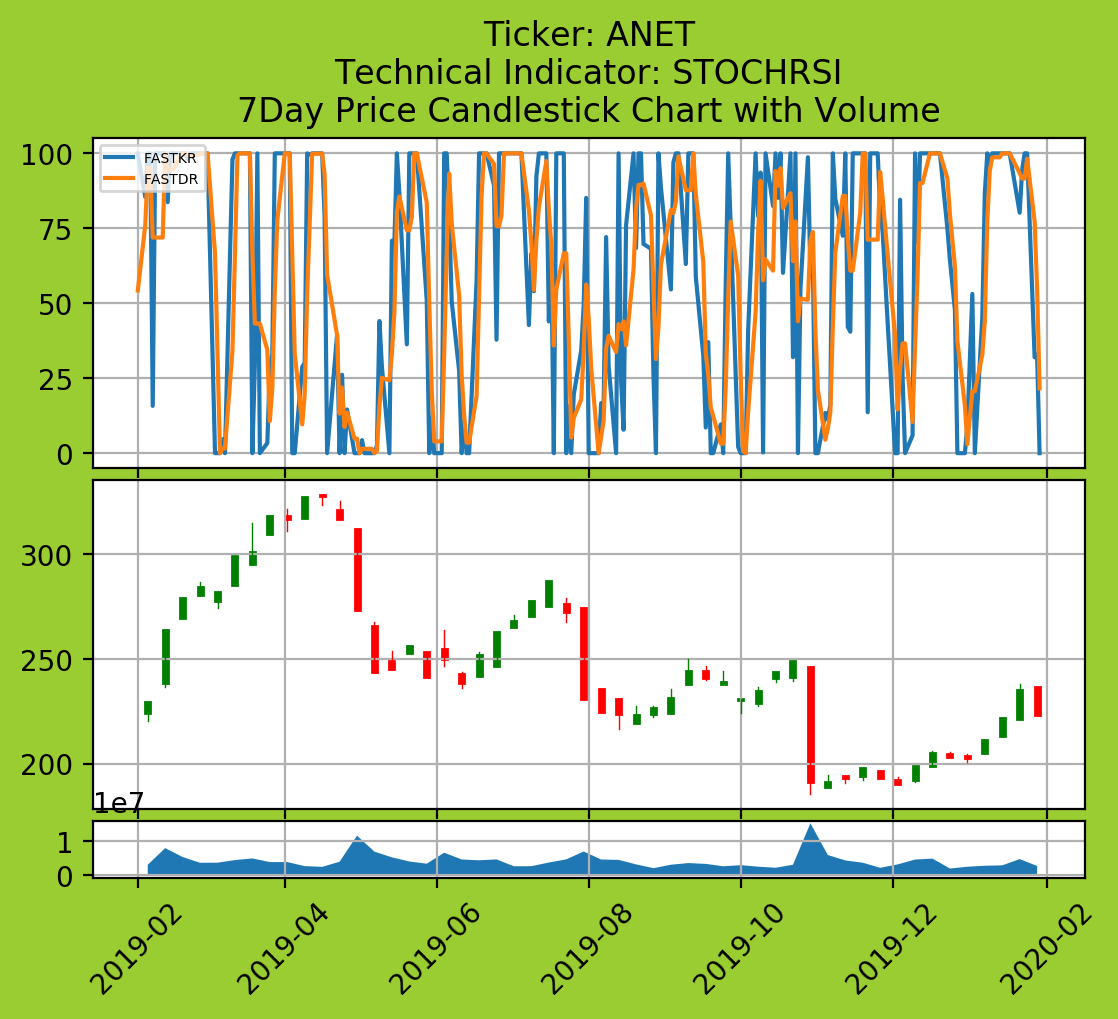 Ticker: ANET
Technical Indicator: STOCHRSI
7Day Price Candlestick Chart with Volume
100
75
50
25
0
FASTKR
FASTDR
300
250
200
1e7
1
0
2019-02
2019-04
2019-06
2019-08
2019-10
2019-12
2020-02